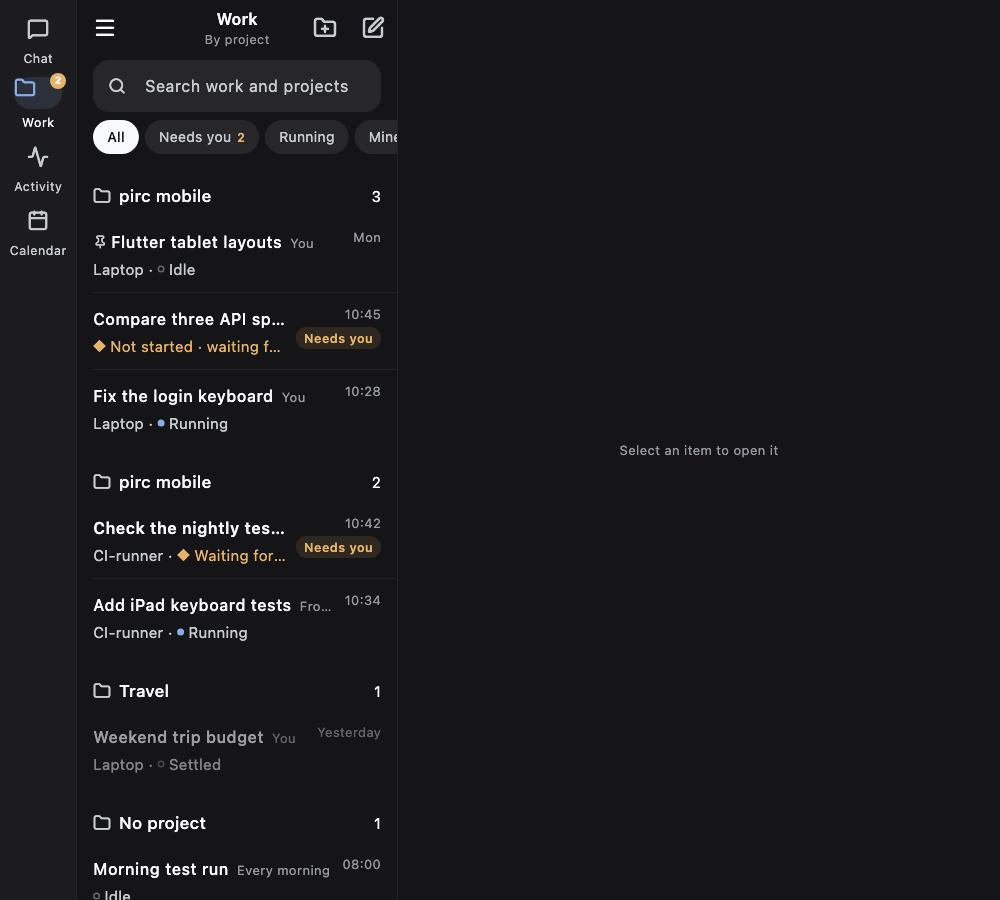 Chat
2
Work
Activity
Calendar
Work
By project
Search work and projects
All
Needs you 2
Running
Mine
pirc mobile 3
Flutter tablet layouts You Mon
Laptop · Idle
Compare three API sp... 10:45
Not started · waiting f... Needs you
Fix the login keyboard You 10:28
Laptop · Running
pirc mobile 2
Check the nightly tes... 10:42
CI-runner · Waiting for... Needs you
Add iPad keyboard tests Fro... 10:34
CI-runner · Running
Travel 1
Weekend trip budget You Yesterday
Laptop · Settled
No project 1
Morning test run Every morning 08:00
Idle
Select an item to open it